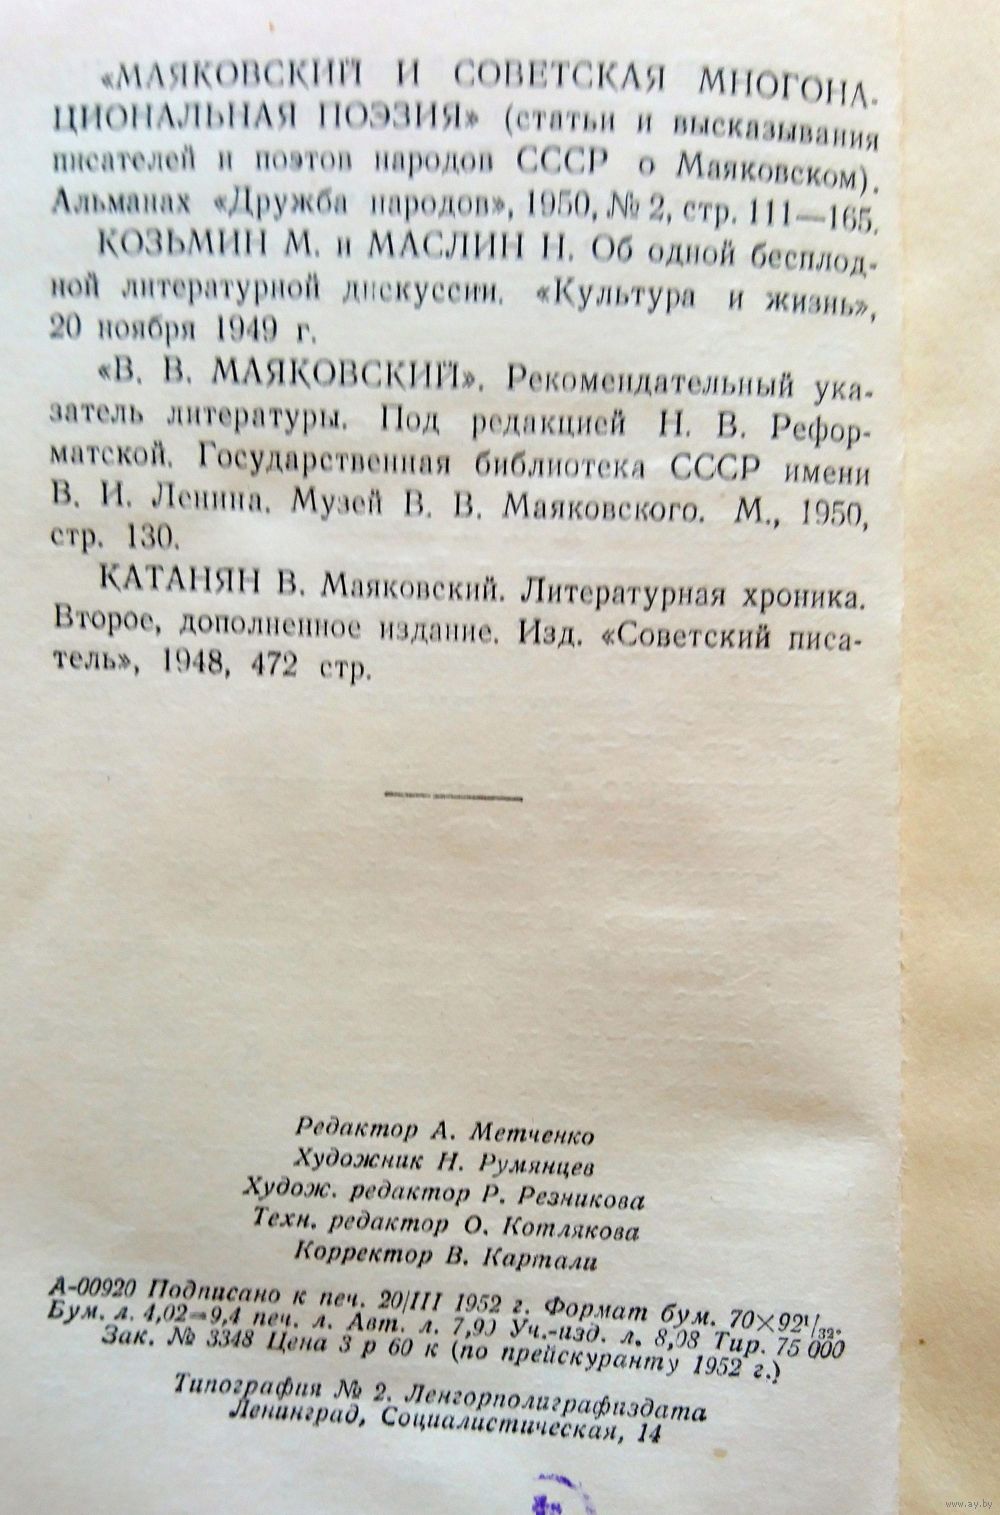 «МАЯКОВСКИЙ И СОВЕТСКАЯ МНОГОНА-
ЦИОНАЛЬНАЯ ПОЭЗИЯ» (статьи и высказывания
писателей и поэтов народов СССР о Маяковском).
Альманах «Дружба народов», 1950, № 2, стр. 111—165.
КОЗЬМИН М. и МАСЛИН Н. Об одной бесплод-
ной литературной дискуссии. «Культура и жизнь»,
20 ноября 1949 г.
«В. В. МАЯКОВСКИЙ». Рекомендательный ука-
затель литературы. Под редакцией Н. В. Рефор-
матской. Государственная библиотека СССР имени
В. И. Ленина. Музей В. В. Маяковского. М., 1950,
стр. 130.
КАТАНЯН В. Маяковский. Литературная хроника.
Второе, дополненное издание. Изд. «Советский писа-
тель», 1948, 472 стр.
Редактор А. Метченко
Художник Н. Румянцев
Худож. редактор Р. Резникова
Техн. редактор О. Котлякова
Корректор В. Картали
А-00920 Подписано к печ. 20/III 1952 г. Формат бум. 70×92¹/₃₂.
Бум. л. 4,02=9,4 печ. л. Авт. л. 7,90 Уч.-изд. л. 8,08 Тир. 75 000
Зак. № 3348 Цена 3 р 60 к (по прейскуранту 1952 г.)
Типография № 2. Ленгорполиграфиздата
Ленинград, Социалистическая, 14
www.ay.by